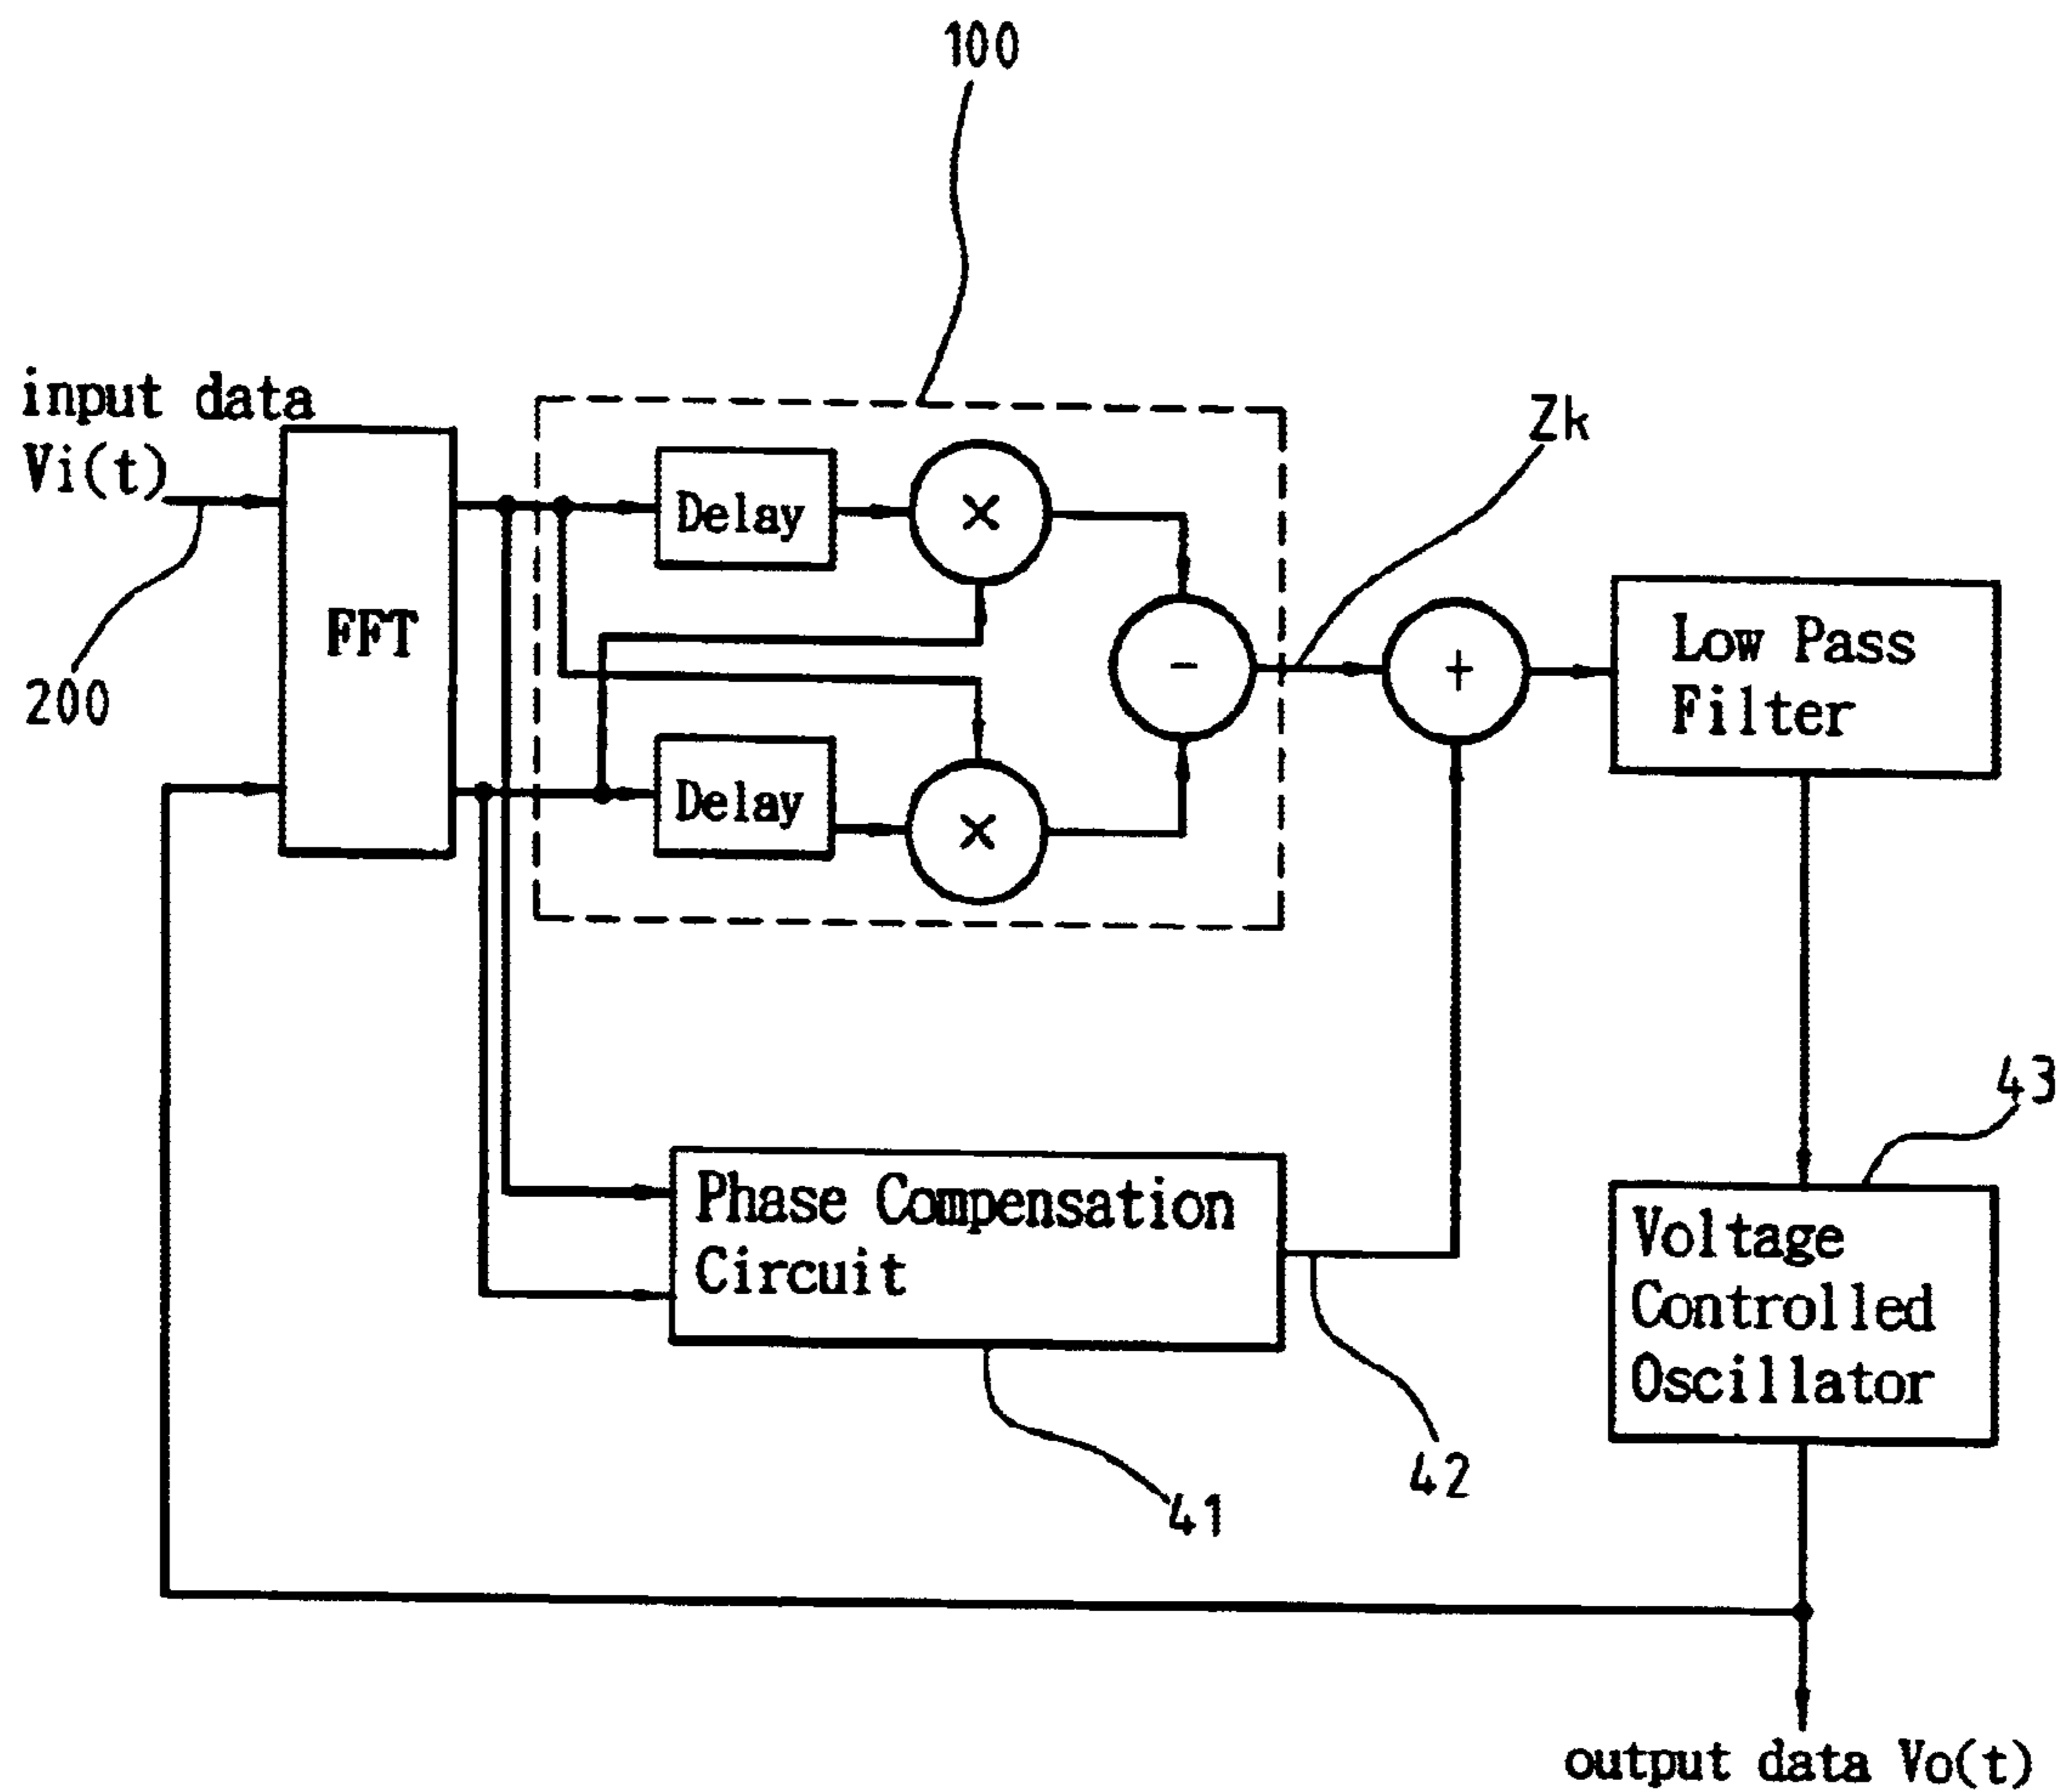 100
input data
Vi(t)
200
FFT
Delay
×
Delay
×
-
Zk
+
Low Pass
Filter
Phase Compensation
Circuit
41
42
43
Voltage
Controlled
Oscillator
output data Vo(t)